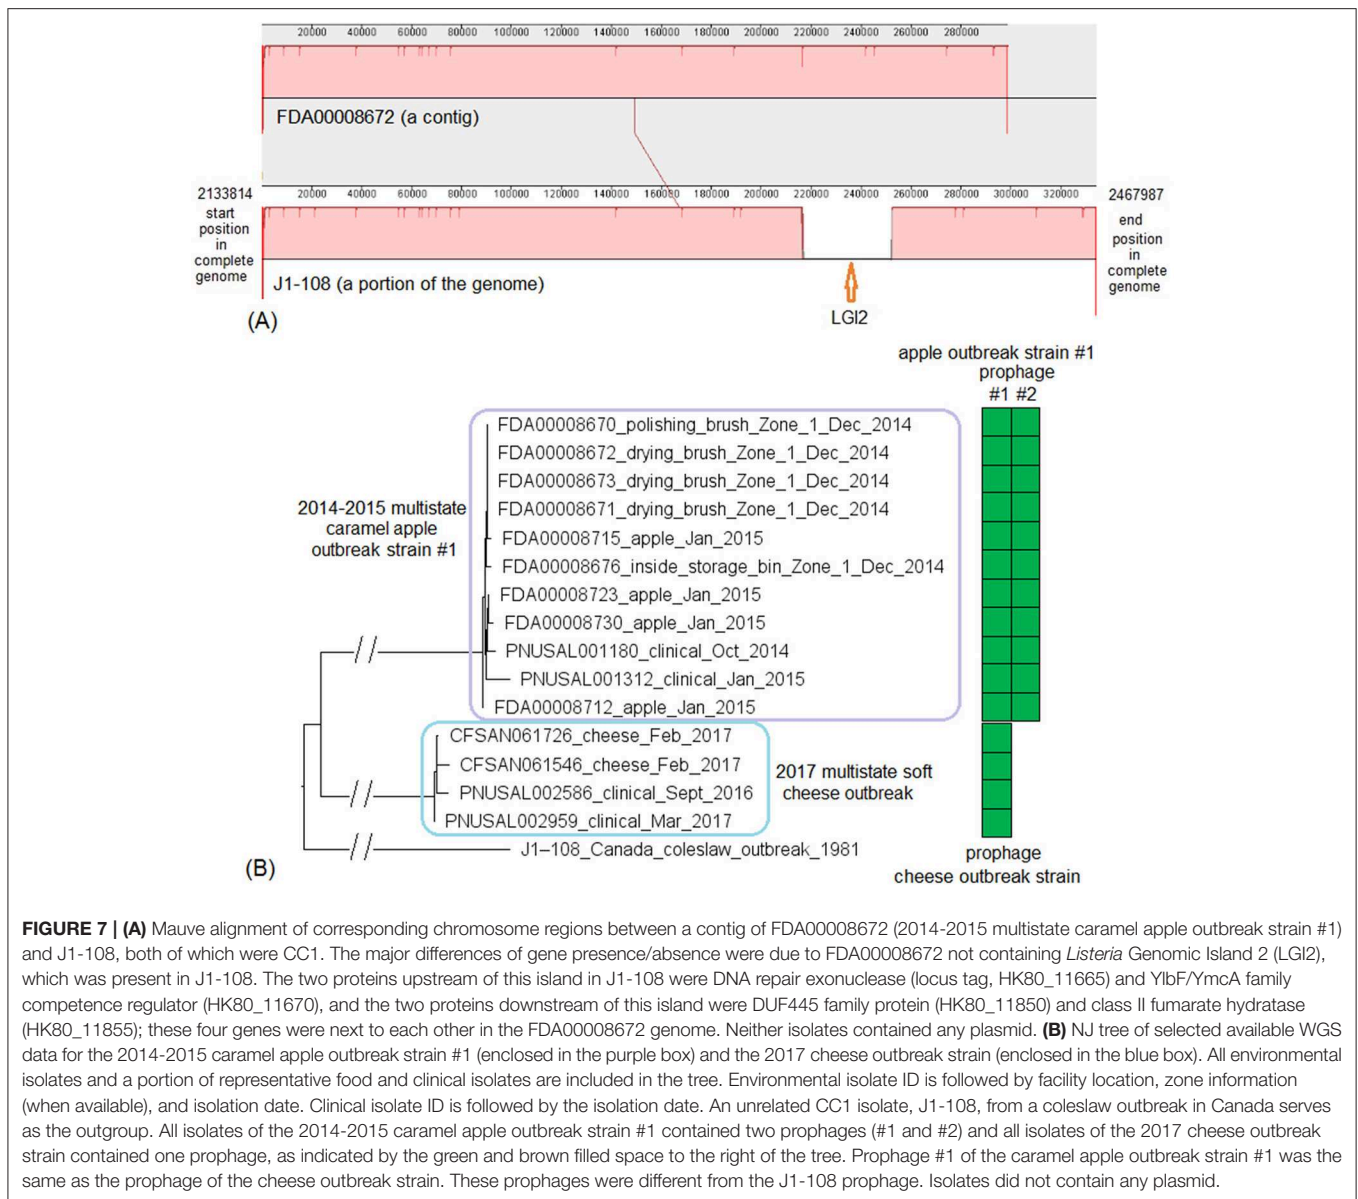 20000 40000 60000 80000 100000 120000 140000 160000 180000 200000 220000 240000 260000 280000
FDA00008672 (a contig)
20000 40000 60000 80000 100000 120000 140000 160000 180000 200000 220000 240000 260000 280000 300000 320000
2133814
start
position
in
complete
genome
2467987
end
position
in
complete
genome
J1-108 (a portion of the genome)
LGI2
(A)
apple outbreak strain #1
prophage
#1 #2
FDA00008670_polishing_brush_Zone_1_Dec_2014
FDA00008672_drying_brush_Zone_1_Dec_2014
FDA00008673_drying_brush_Zone_1_Dec_2014
FDA00008671_drying_brush_Zone_1_Dec_2014
FDA00008715_apple_Jan_2015
FDA00008676_inside_storage_bin_Zone_1_Dec_2014
FDA00008723_apple_Jan_2015
FDA00008730_apple_Jan_2015
PNUSAL001180_clinical_Oct_2014
PNUSAL001312_clinical_Jan_2015
FDA00008712_apple_Jan_2015
2014-2015 multistate
caramel apple
outbreak strain #1
CFSAN061726_cheese_Feb_2017
CFSAN061546_cheese_Feb_2017
PNUSAL002586_clinical_Sept_2016
PNUSAL002959_clinical_Mar_2017
2017 multistate soft
cheese outbreak
J1–108_Canada_coleslaw_outbreak_1981
prophage
cheese outbreak strain
(B)
FIGURE 7 | (A) Mauve alignment of corresponding chromosome regions between a contig of FDA00008672 (2014-2015 multistate caramel apple outbreak strain #1)
and J1-108, both of which were CC1. The major differences of gene presence/absence were due to FDA00008672 not containing Listeria Genomic Island 2 (LGI2),
which was present in J1-108. The two proteins upstream of this island in J1-108 were DNA repair exonuclease (locus tag, HK80_11665) and YlbF/YmcA family
competence regulator (HK80_11670), and the two proteins downstream of this island were DUF445 family protein (HK80_11850) and class II fumarate hydratase
(HK80_11855); these four genes were next to each other in the FDA00008672 genome. Neither isolates contained any plasmid. (B) NJ tree of selected available WGS
data for the 2014-2015 caramel apple outbreak strain #1 (enclosed in the purple box) and the 2017 cheese outbreak strain (enclosed in the blue box). All environmental
isolates and a portion of representative food and clinical isolates are included in the tree. Environmental isolate ID is followed by facility location, zone information
(when available), and isolation date. Clinical isolate ID is followed by the isolation date. An unrelated CC1 isolate, J1-108, from a coleslaw outbreak in Canada serves
as the outgroup. All isolates of the 2014-2015 caramel apple outbreak strain #1 contained two prophages (#1 and #2) and all isolates of the 2017 cheese outbreak
strain contained one prophage, as indicated by the green and brown filled space to the right of the tree. Prophage #1 of the caramel apple outbreak strain #1 was the
same as the prophage of the cheese outbreak strain. These prophages were different from the J1-108 prophage. Isolates did not contain any plasmid.